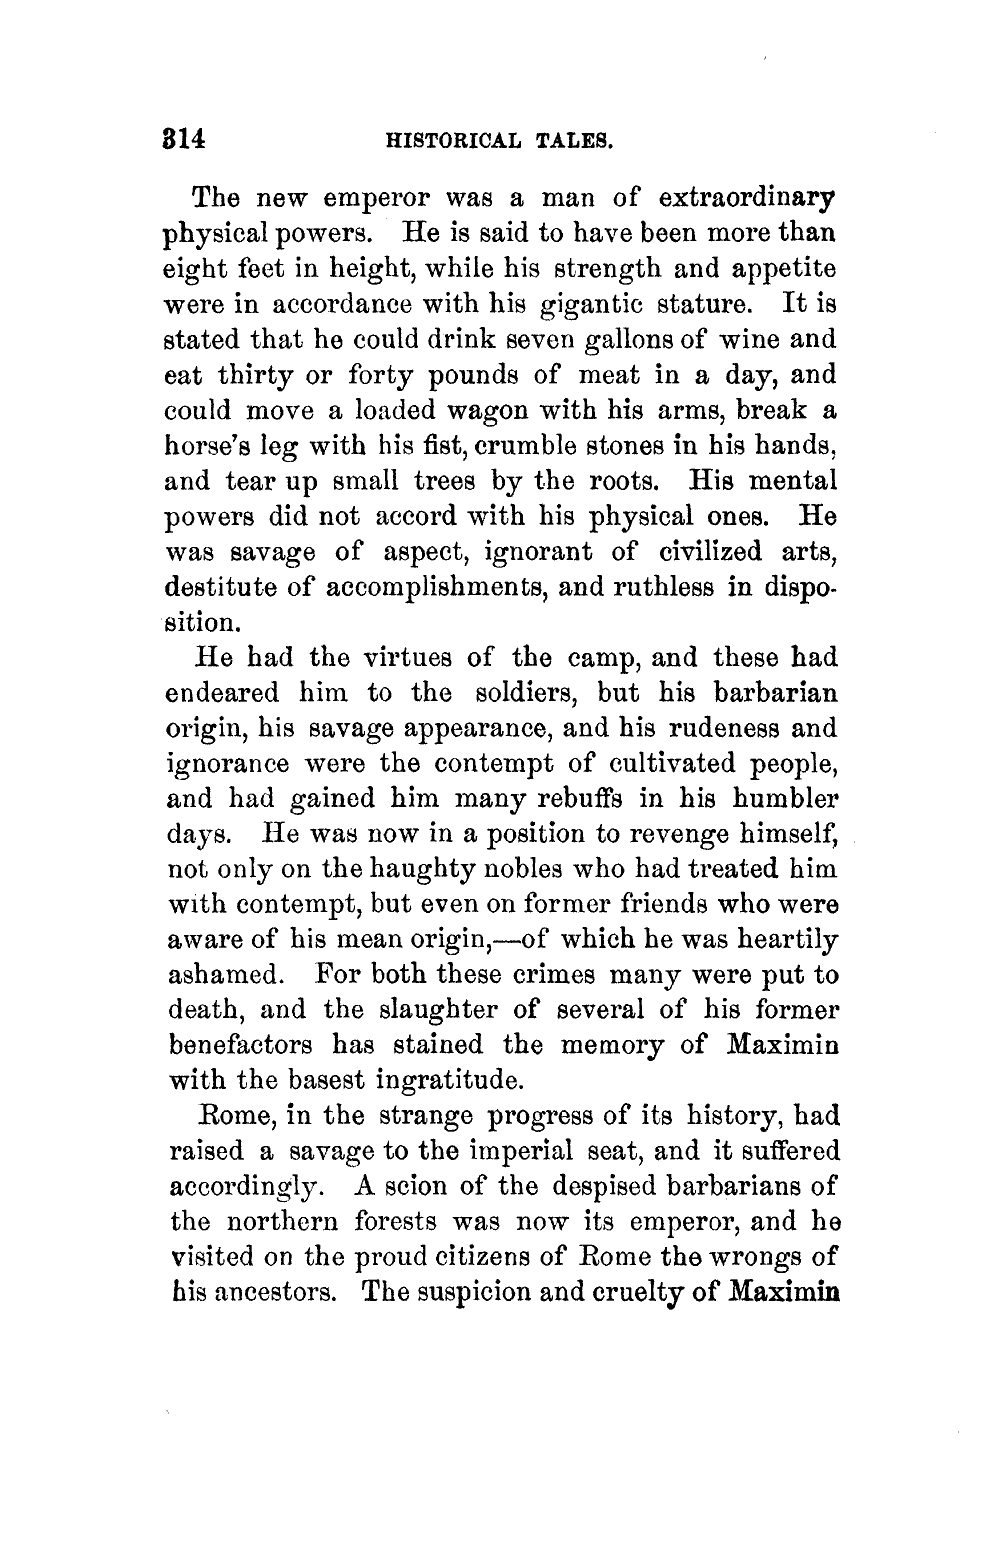 314 HISTORICAL TALES.
The new emperor was a man of extraordinary
physical powers. He is said to have been more than
eight feet in height, while his strength and appetite
were in accordance with his gigantic stature. It is
stated that he could drink seven gallons of wine and
eat thirty or forty pounds of meat in a day, and
could move a loaded wagon with his arms, break a
horse's leg with his fist, crumble stones in his hands,
and tear up small trees by the roots. His mental
powers did not accord with his physical ones. He
was savage of aspect, ignorant of civilized arts,
destitute of accomplishments, and ruthless in dispo-
sition.
He had the virtues of the camp, and these had
endeared him to the soldiers, but his barbarian
origin, his savage appearance, and his rudeness and
ignorance were the contempt of cultivated people,
and had gained him many rebuffs in his humbler
days. He was now in a position to revenge himself,
not only on the haughty nobles who had treated him
with contempt, but even on former friends who were
aware of his mean origin,—of which he was heartily
ashamed. For both these crimes many were put to
death, and the slaughter of several of his former
benefactors has stained the memory of Maximin
with the basest ingratitude.
Rome, in the strange progress of its history, had
raised a savage to the imperial seat, and it suffered
accordingly. A scion of the despised barbarians of
the northern forests was now its emperor, and he
visited on the proud citizens of Rome the wrongs of
his ancestors. The suspicion and cruelty of Maximin